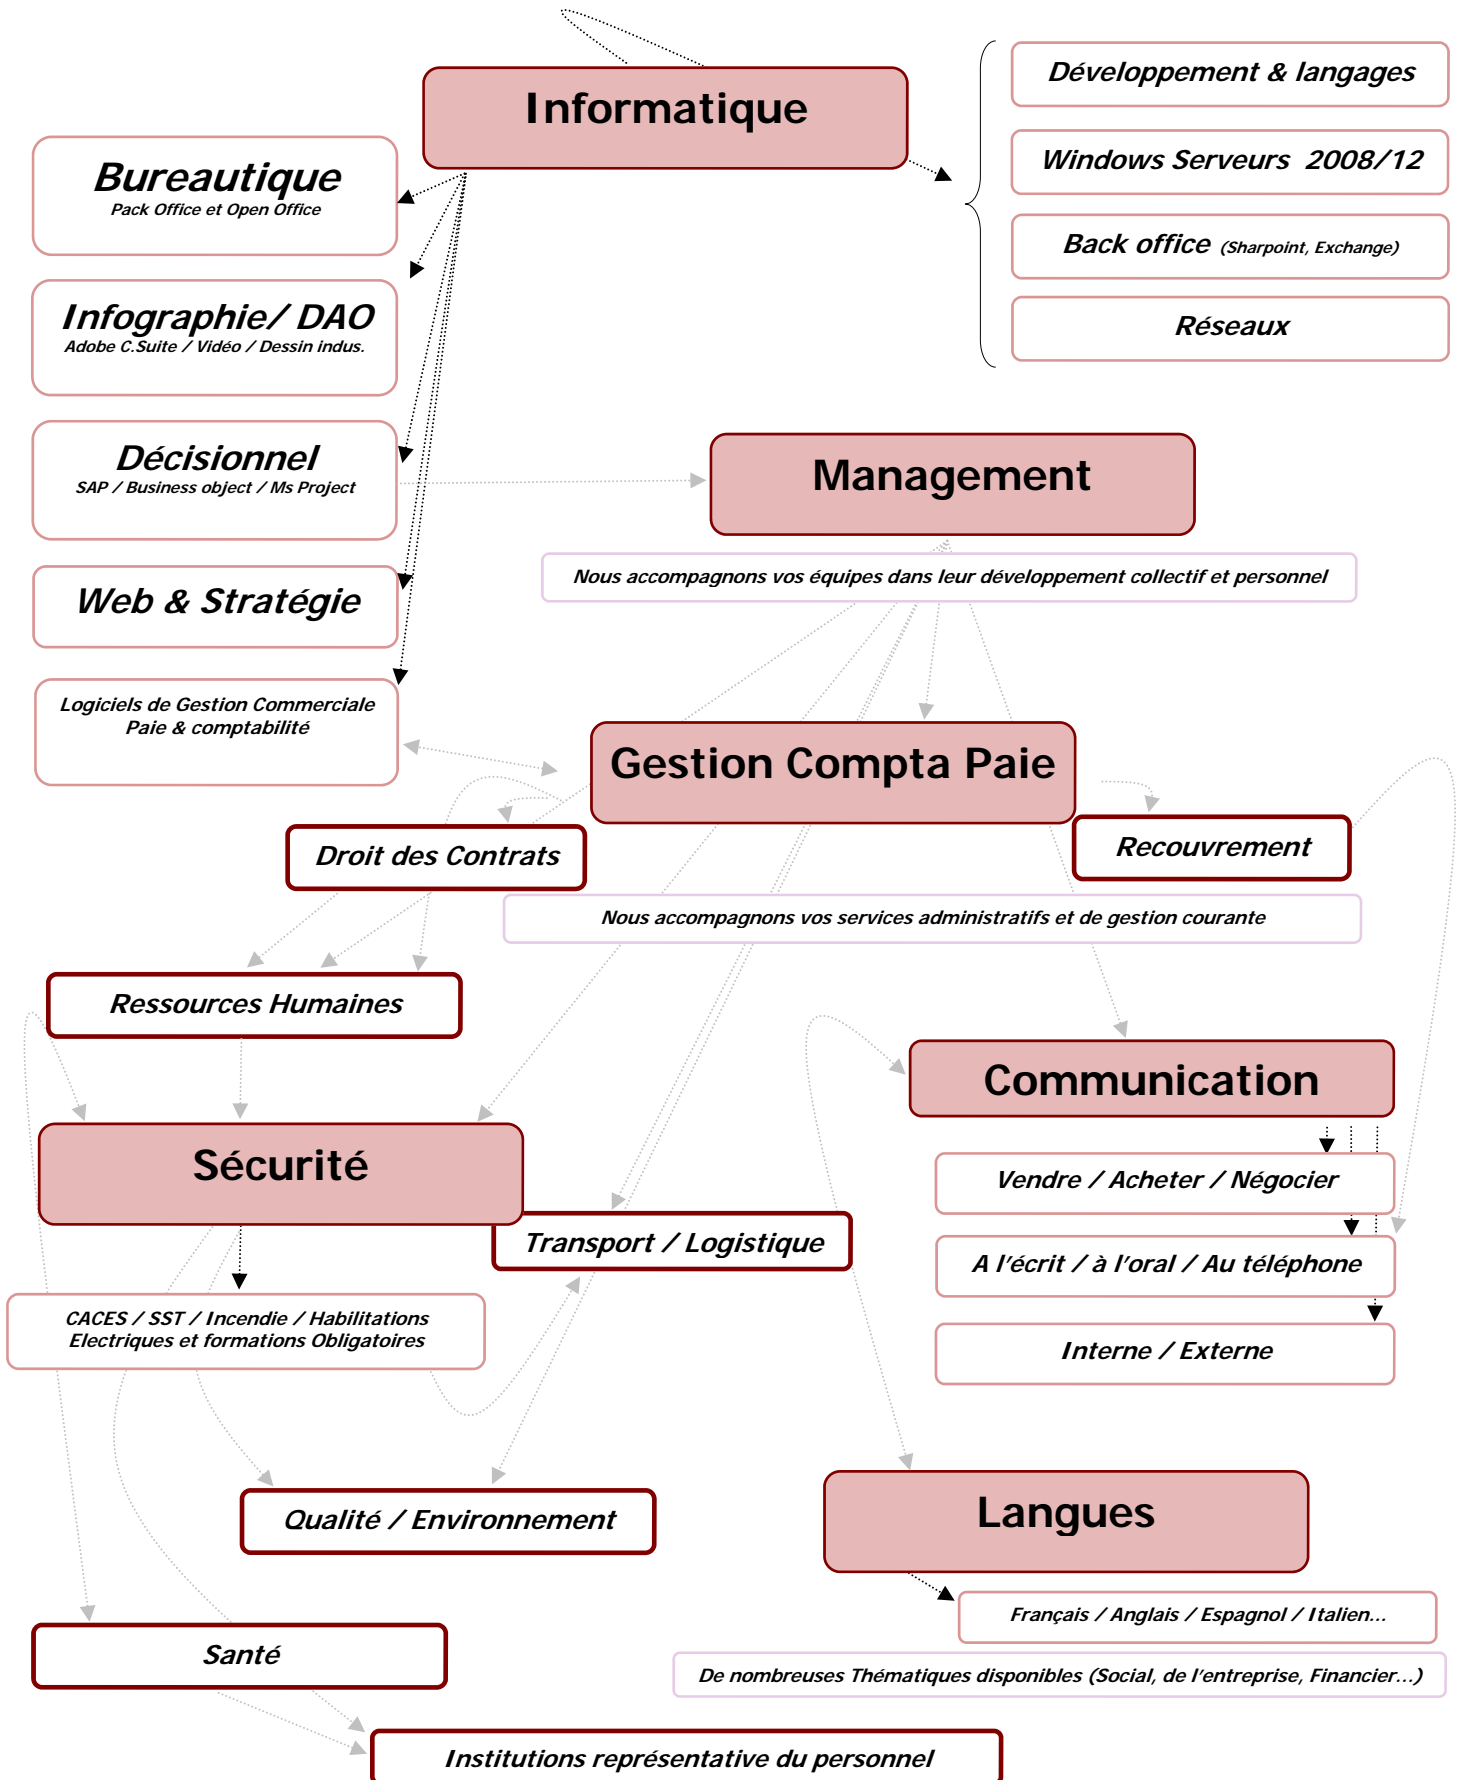 Informatique
Développement & langages
Windows Serveurs 2008/12
Back office (Sharpoint, Exchange)
Réseaux
Bureautique
Pack Office et Open Office
Infographie/ DAO
Adobe C.Suite / Vidéo / Dessin indus.
Décisionnel
SAP / Business object / Ms Project
Web & Stratégie
Logiciels de Gestion Commerciale
Paie & comptabilité
Management
Nous accompagnons vos équipes dans leur développement collectif et personnel
Gestion Compta Paie
Droit des Contrats
Recouvrement
Nous accompagnons vos services administratifs et de gestion courante
Ressources Humaines
Communication
Vendre / Acheter / Négocier
A l'écrit / à l'oral / Au téléphone
Interne / Externe
Sécurité
Transport / Logistique
CACES / SST / Incendie / Habilitations
Electriques et formations Obligatoires
Qualité / Environnement
Langues
Français / Anglais / Espagnol / Italien…
De nombreuses Thématiques disponibles (Social, de l'entreprise, Financier…)
Santé
Institutions représentative du personnel